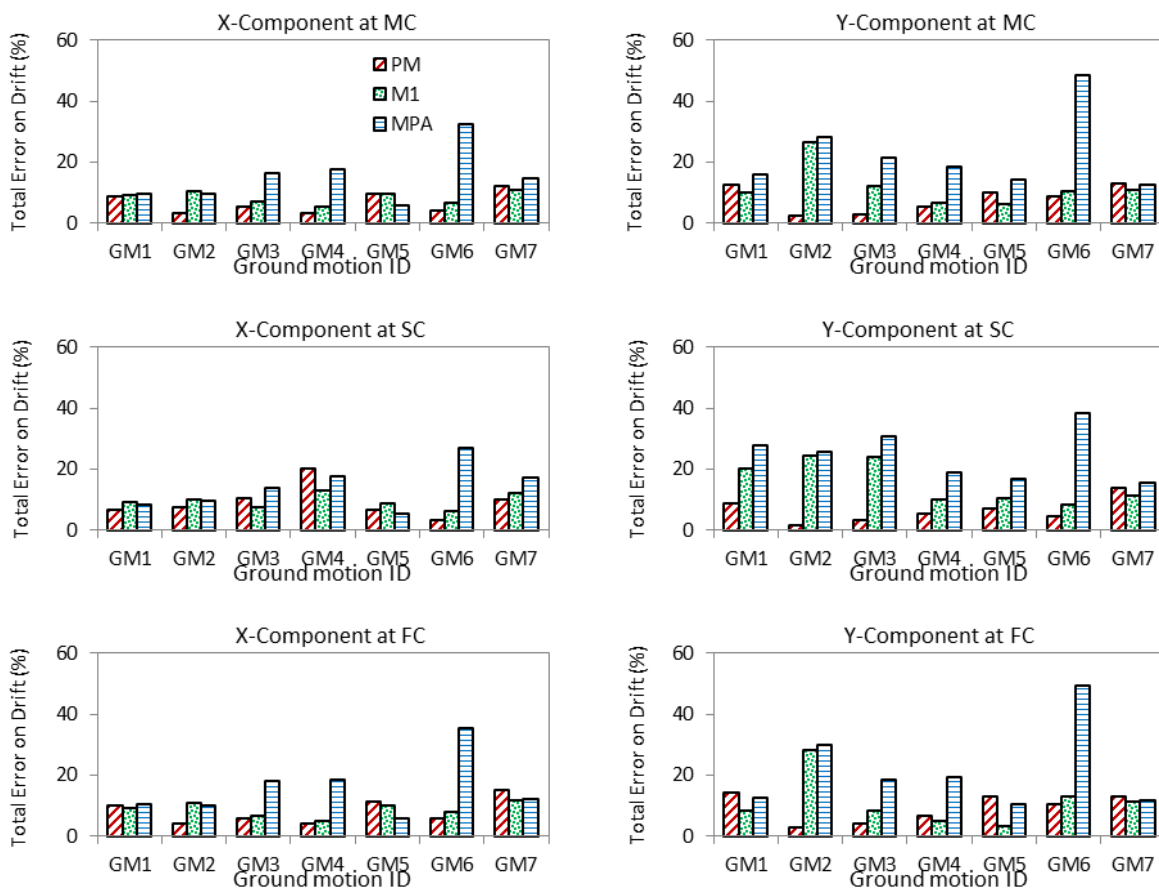 X-Component at MC
Total Error on Drift (%)
60
40
20
0
PM
M1
MPA
GM1 GM2 GM3 GM4 GM5 GM6 GM7
Ground motion ID
Y-Component at MC
Total Error on Drift (%)
60
40
20
0
GM1 GM2 GM3 GM4 GM5 GM6 GM7
Ground motion ID
X-Component at SC
Total Error on Drift (%)
60
40
20
0
GM1 GM2 GM3 GM4 GM5 GM6 GM7
Ground motion ID
Y-Component at SC
Total Error on Drift (%)
60
40
20
0
GM1 GM2 GM3 GM4 GM5 GM6 GM7
Ground motion ID
X-Component at FC
Total Error on Drift (%)
60
40
20
0
GM1 GM2 GM3 GM4 GM5 GM6 GM7
Ground motion ID
Y-Component at FC
Total Error on Drift (%)
60
40
20
0
GM1 GM2 GM3 GM4 GM5 GM6 GM7
Ground motion ID